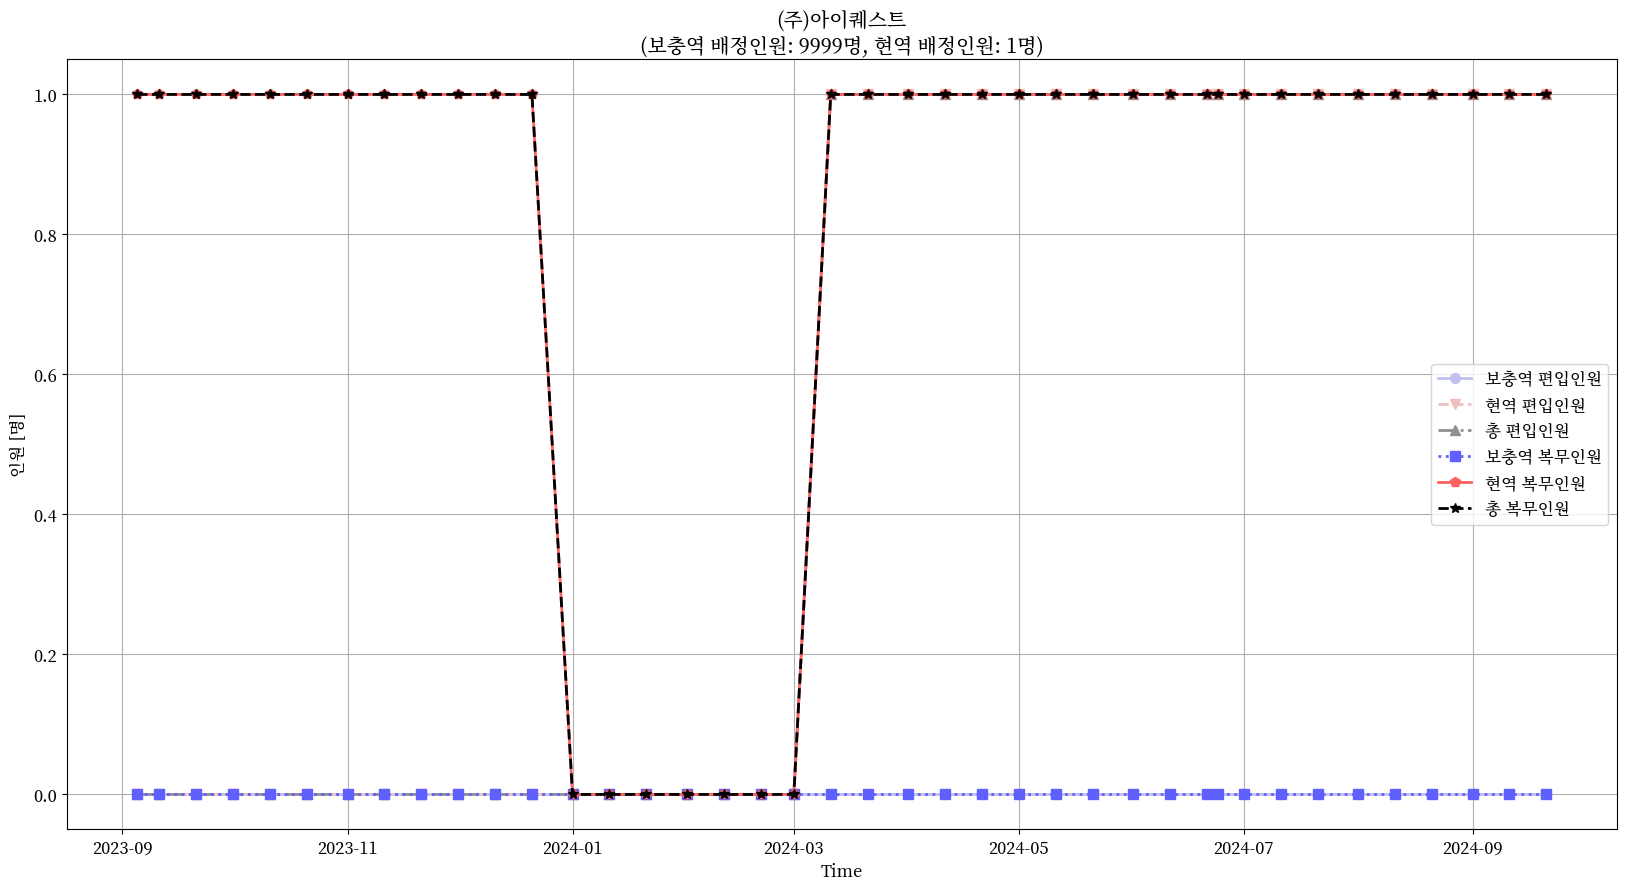 (주)아이퀘스트
(보충역 배정인원: 9999명, 현역 배정인원: 1명)
인원 [명]
1.0
0.8
0.6
0.4
0.2
0.0
보충역 편입인원
현역 편입인원
총 편입인원
보충역 복무인원
현역 복무인원
총 복무인원
2023-09 2023-11 2024-01 2024-03 2024-05 2024-07 2024-09
Time